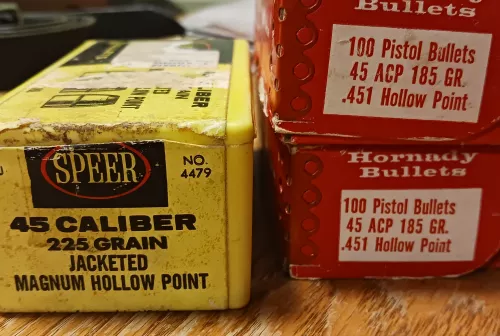 SPEER
NO.
4479
45 CALIBER
225 GRAIN
JACKETED
MAGNUM HOLLOW POINT
Bullets
100 Pistol Bullets
45 ACP 185 GR.
.451 Hollow Point
Hornady
Bullets
100 Pistol Bullets
45 ACP 185 GR.
.451 Hollow Point